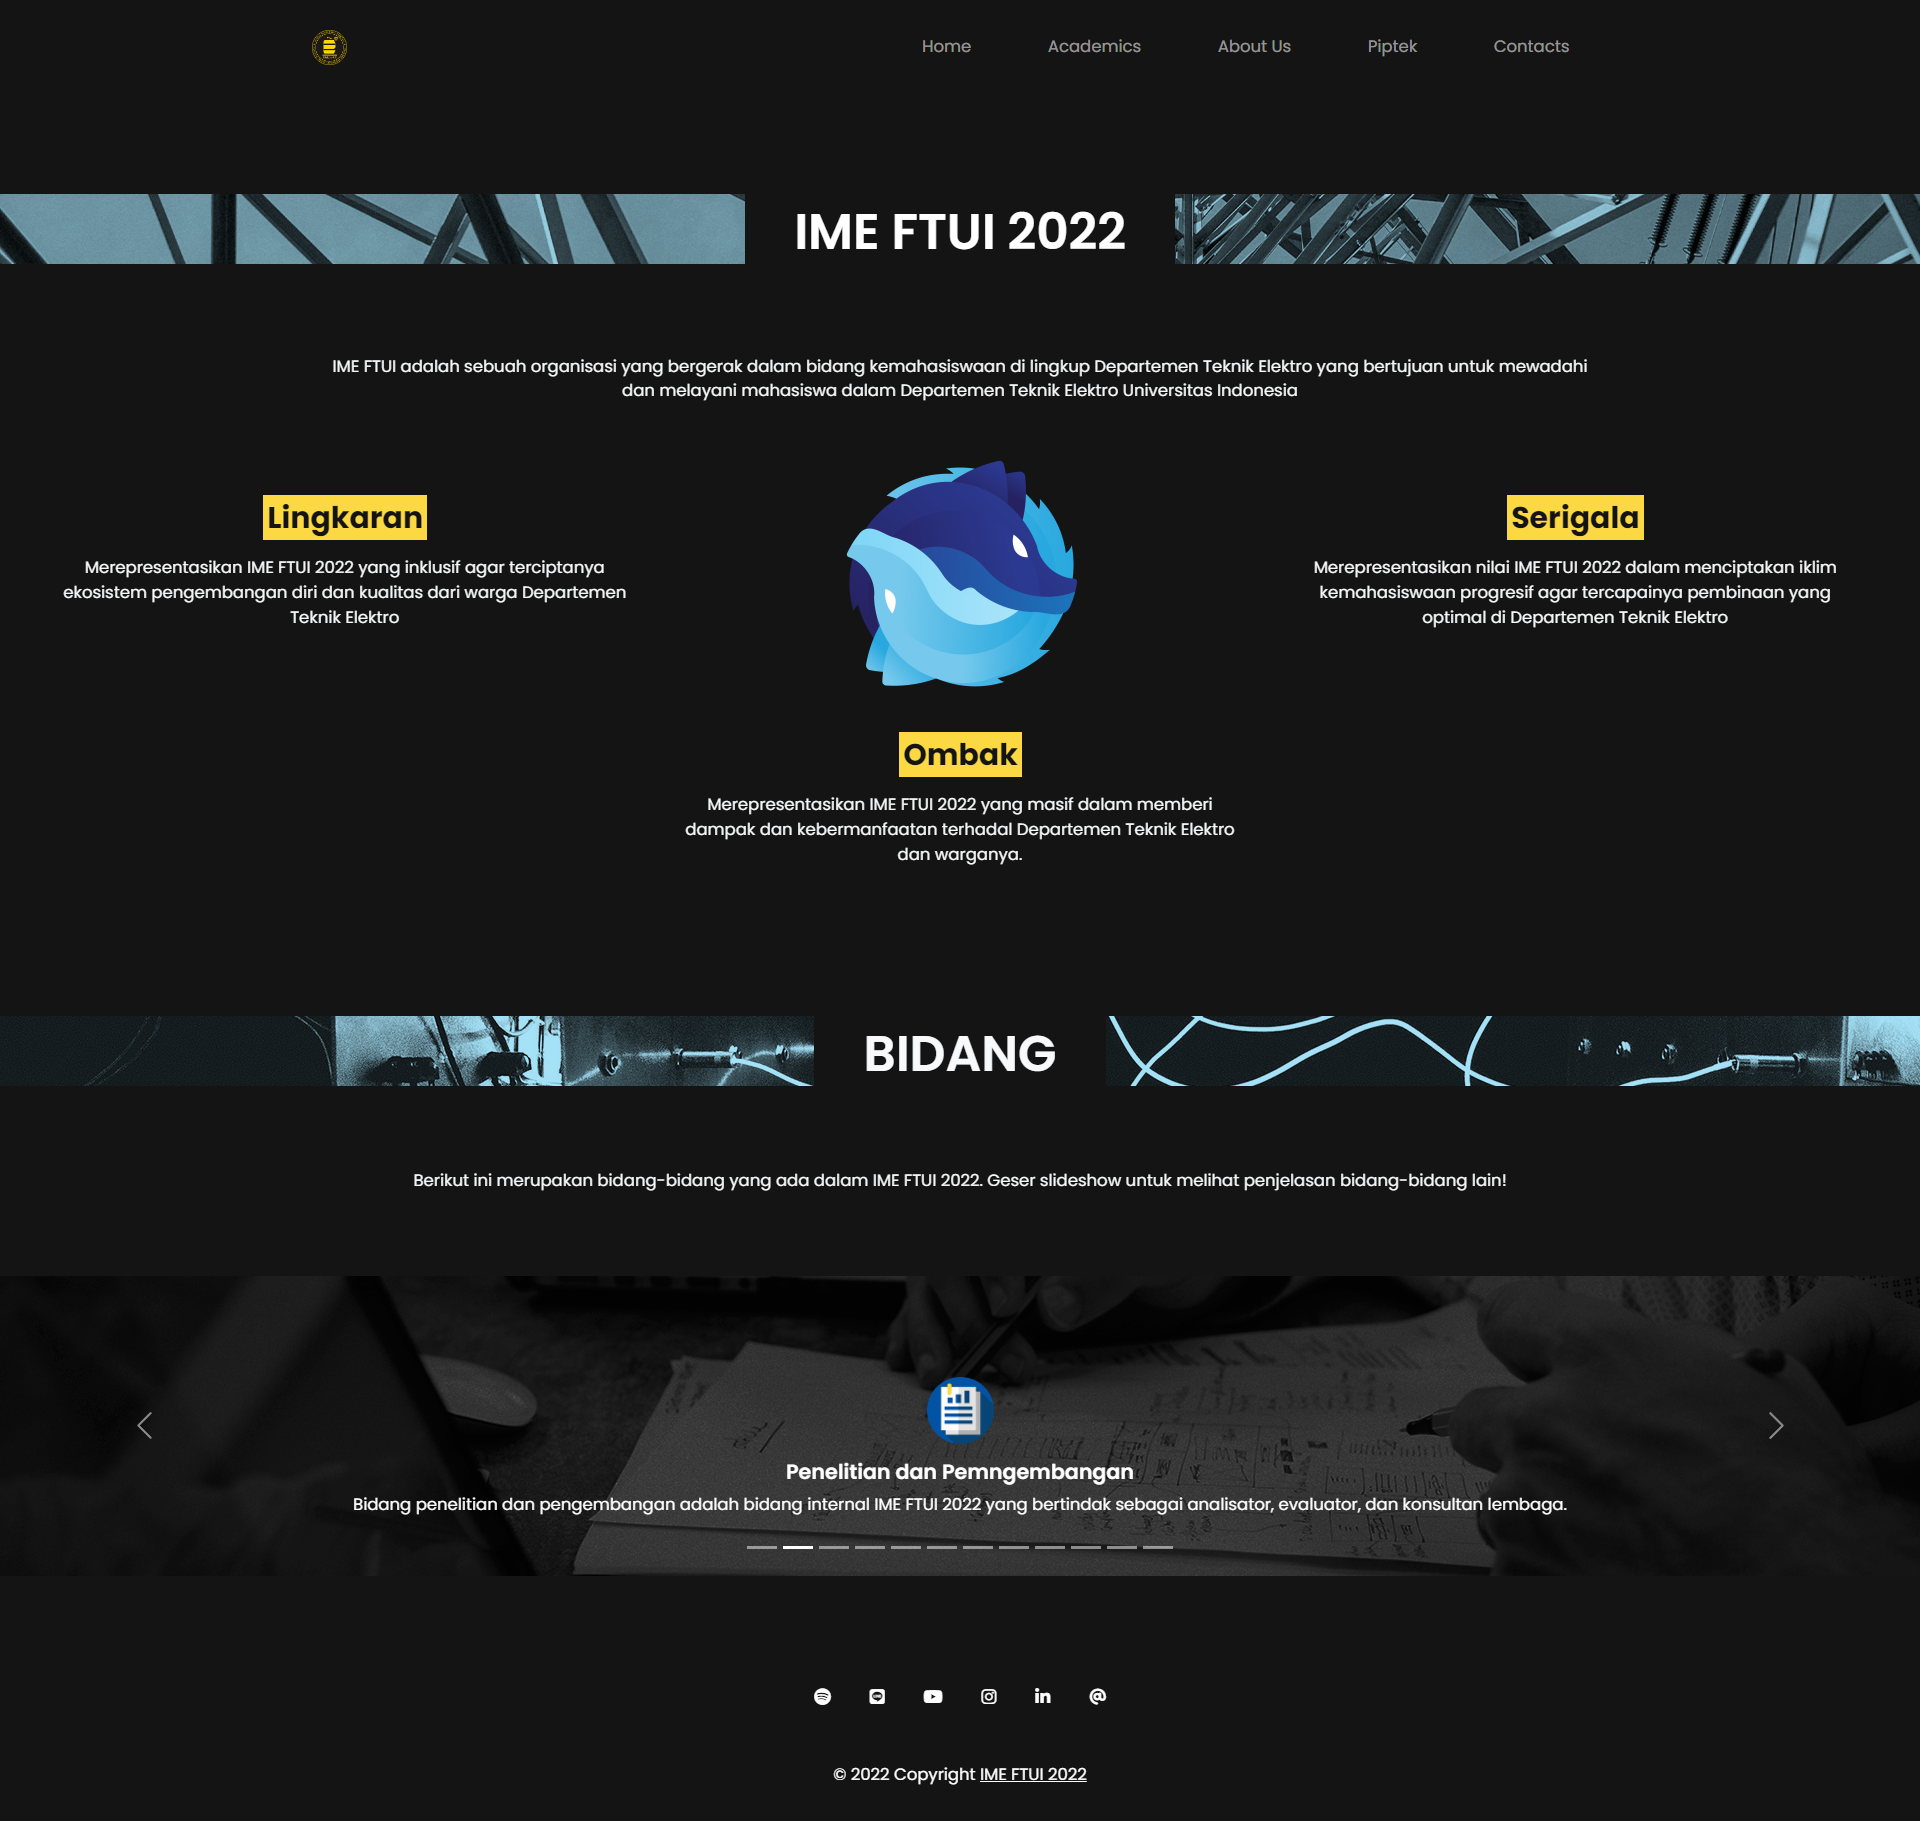 Home
Academics
About Us
Piptek
Contacts
IME FTUI 2022
IME FTUI adalah sebuah organisasi yang bergerak dalam bidang kemahasiswaan di lingkup Departemen Teknik Elektro yang bertujuan untuk mewadahi
dan melayani mahasiswa dalam Departemen Teknik Elektro Universitas Indonesia
Lingkaran
Merepresentasikan IME FTUI 2022 yang inklusif agar terciptanya
ekosistem pengembangan diri dan kualitas dari warga Departemen
Teknik Elektro
Serigala
Merepresentasikan nilai IME FTUI 2022 dalam menciptakan iklim
kemahasiswaan progresif agar tercapainya pembinaan yang
optimal di Departemen Teknik Elektro
Ombak
Merepresentasikan IME FTUI 2022 yang masif dalam memberi
dampak dan kebermanfaatan terhadal Departemen Teknik Elektro
dan warganya.
BIDANG
Berikut ini merupakan bidang-bidang yang ada dalam IME FTUI 2022. Geser slideshow untuk melihat penjelasan bidang-bidang lain!
Penelitian dan Pemngembangan
Bidang penelitian dan pengembangan adalah bidang internal IME FTUI 2022 yang bertindak sebagai analisator, evaluator, dan konsultan lembaga.
© 2022 Copyright IME FTUI 2022